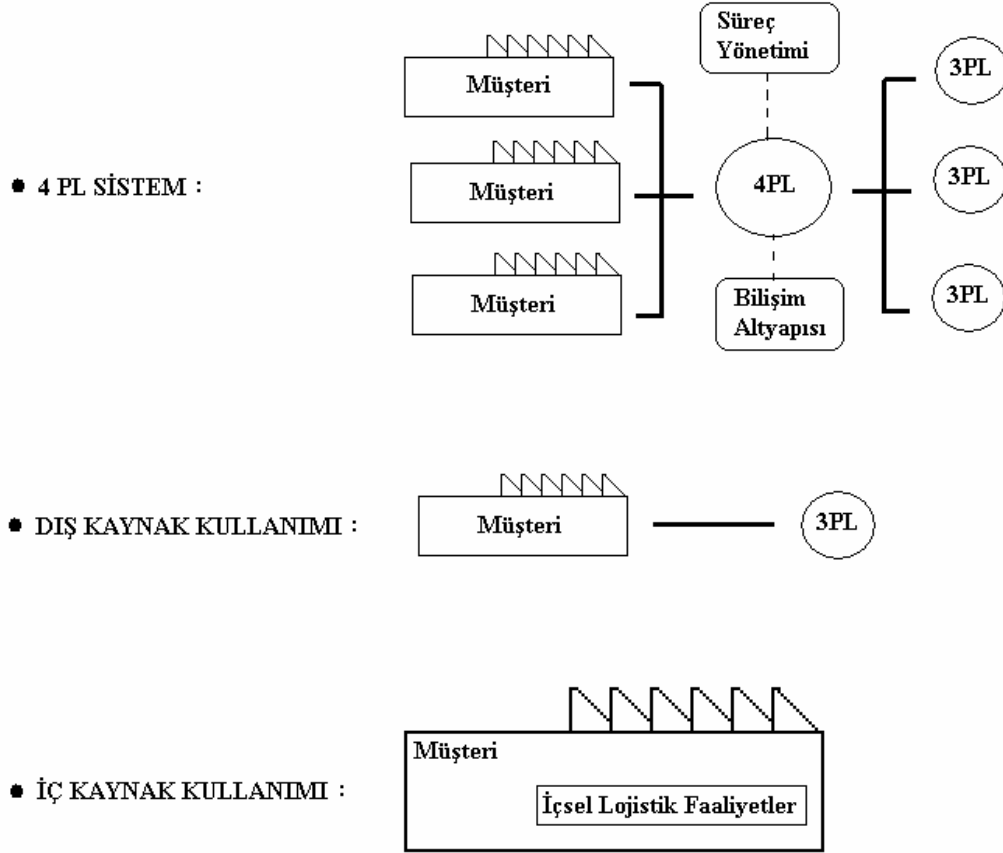 ● 4 PL SİSTEM :
Müşteri
Müşteri
Müşteri
Süreç
Yönetimi
4PL
Bilişim
Altyapısı
3PL
3PL
3PL
● DIŞ KAYNAK KULLANIMI :
Müşteri
3PL
● İÇ KAYNAK KULLANIMI :
Müşteri
İçsel Lojistik Faaliyetler